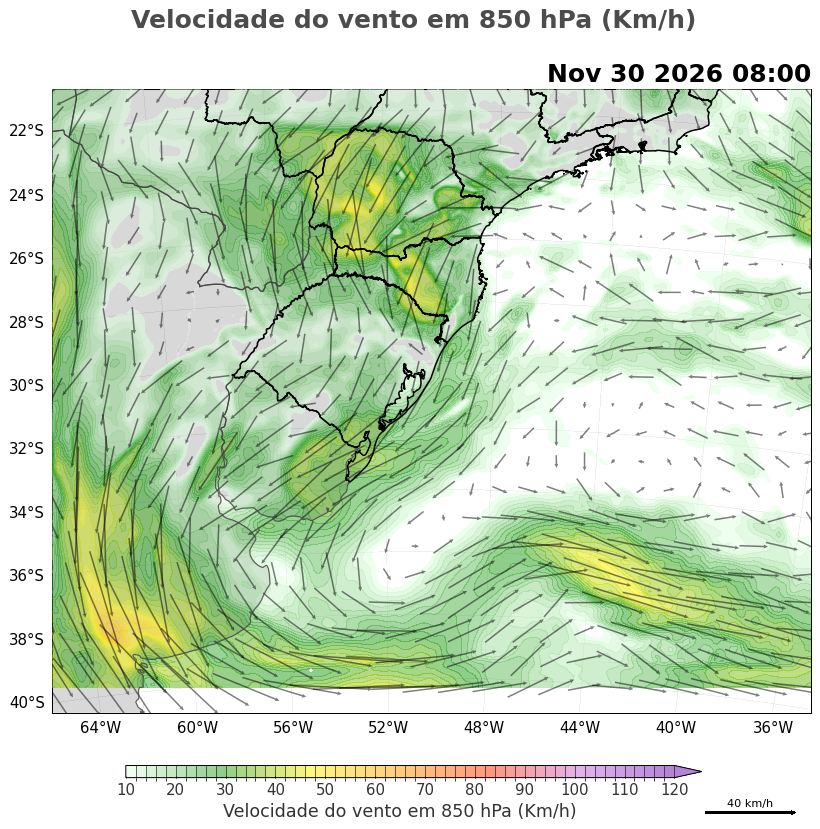 Velocidade do vento em 850 hPa (Km/h)
Nov 30 2026 08:00
22°S
24°S
26°S
28°S
30°S
32°S
34°S
36°S
38°S
40°S
64°W 60°W 56°W 52°W 48°W 44°W 40°W 36°W
10 20 30 40 50 60 70 80 90 100 110 120
Velocidade do vento em 850 hPa (Km/h)
40 km/h